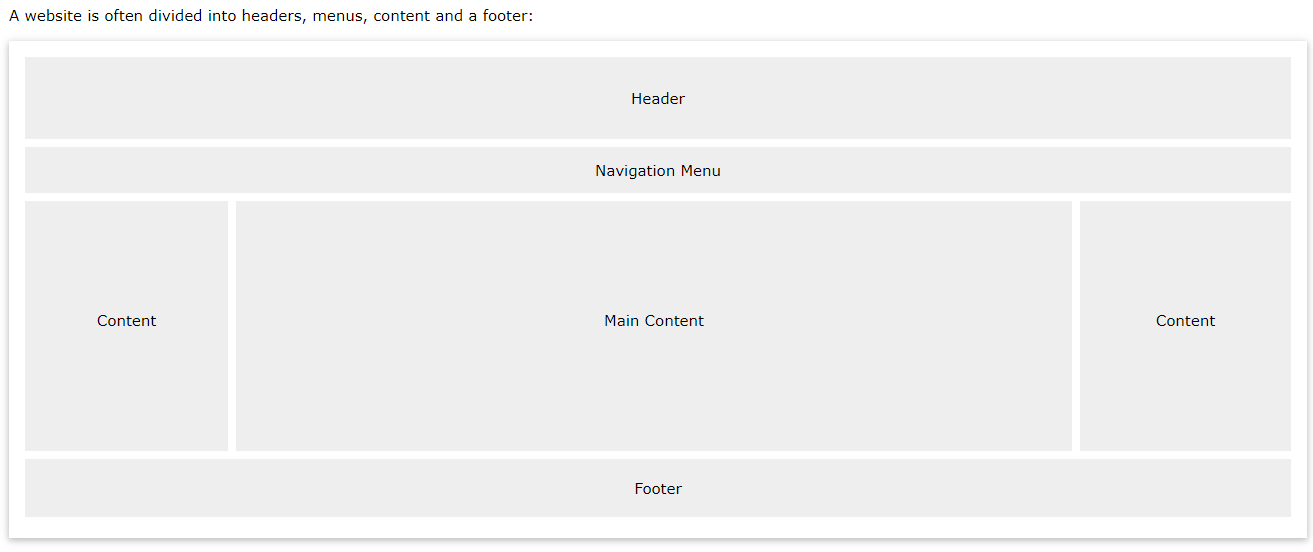 A website is often divided into headers, menus, content and a footer:
Header
Navigation Menu
Content
Main Content
Content
Footer